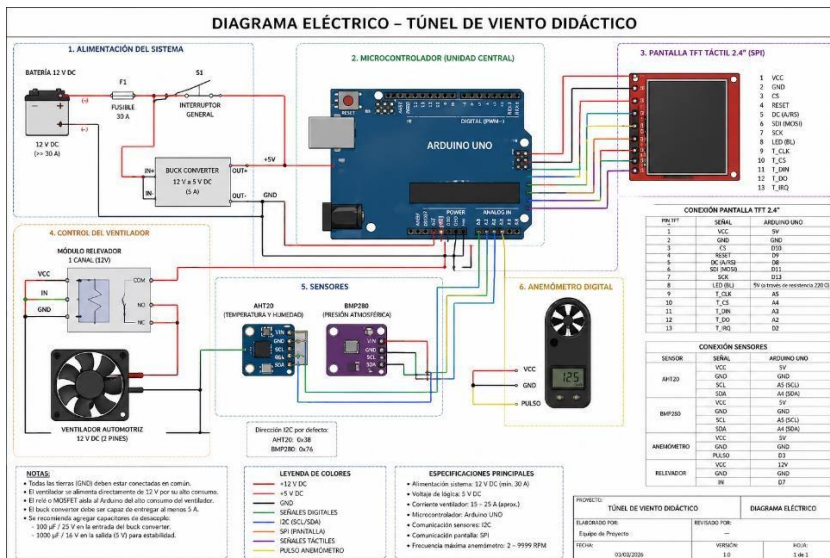 DIAGRAMA ELÉCTRICO – TÚNEL DE VIENTO DIDÁCTICO
1. ALIMENTACIÓN DEL SISTEMA
BATERÍA 12 V DC
F1
S1
(+)
(-)
FUSIBLE
30 A
INTERRUPTOR
GENERAL
12 V DC
(>= 30 A)
IN+
IN-
BUCK CONVERTER
12 V a 5 V DC
(5 A)
OUT+
OUT-
+5V
GND
2. MICROCONTROLADOR (UNIDAD CENTRAL)
RESET
AREF
DIGITAL (PWM~)
ARDUINO UNO
POWER
ANALOG IN
3. PANTALLA TFT TÁCTIL 2.4" (SPI)
1 VCC
2 GND
3 CS
4 RESET
5 DC (A/RS)
6 SDI (MOSI)
7 SCK
8 LED (BL)
9 T_CLK
10 T_CS
11 T_DIN
12 T_DO
13 T_IRQ
4. CONTROL DEL VENTILADOR
MÓDULO RELEVADOR
1 CANAL (12V)
VCC
IN
GND
COM
NO
NC
VENTILADOR AUTOMOTRIZ
12 V DC (2 PINES)
5. SENSORES
AHT20
(TEMPERATURA Y HUMEDAD)
VIN
GND
SCL
SDA
BMP280
(PRESIÓN ATMOSFÉRICA)
VIN
GND
SCL
SDA
Dirección I2C por defecto:
AHT20: 0x38
BMP280: 0x76
6. ANEMÓMETRO DIGITAL
VCC
GND
PULSO
12.5
CONEXIÓN PANTALLA TFT 2.4"
PIN TFT SEÑAL ARDUINO UNO
1 VCC 5V
2 GND GND
3 CS D10
4 RESET D9
5 DC (A/RS) D8
6 SDI (MOSI) D11
7 SCK D13
8 LED (BL) 5V (a través de resistencia 220 Ω)
9 T_CLK A5
10 T_CS A4
11 T_DIN A3
12 T_DO A2
13 T_IRQ D2
CONEXIÓN SENSORES
SENSOR SEÑAL ARDUINO UNO
AHT20
VCC 5V
GND GND
SCL A5 (SCL)
SDA A4 (SDA)
BMP280
VCC 5V
GND GND
SCL A5 (SCL)
SDA A4 (SDA)
ANEMÓMETRO
VCC 5V
GND GND
PULSO D3
RELEVADOR
VCC 12V
GND GND
IN D7
NOTAS:
• Todas las tierras (GND) deben estar conectadas en común.
• El ventilador se alimenta directamente de 12 V por su alto consumo.
• El relé o MOSFET aisla al Arduino del alto consumo del ventilador.
• El buck converter debe ser capaz de entregar al menos 5 A.
• Se recomienda agregar capacitores de desacople.
- 100 µF / 25 V en la entrada del buck converter.
- 1000 µF / 16 V en la salida (5 V) para estabilidad.
LEYENDA DE COLORES
+12 V DC
+5 V DC
GND
SEÑALES DIGITALES
I2C (SCL/SDA)
SPI (PANTALLA)
SEÑALES TÁCTILES
PULSO ANEMÓMETRO
ESPECIFICACIONES PRINCIPALES
• Alimentación sistema: 12 V DC (min. 30 A)
• Voltaje de lógica: 5 V DC
• Corriente ventilador: 15 – 25 A (aprox.)
• Microcontrolador: Arduino UNO
• Comunicación sensores: I2C
• Comunicación pantalla: SPI
• Frecuencia máxima anemómetro: 2 – 9999 RPM
PROYECTO:
TÚNEL DE VIENTO DIDÁCTICO
DIAGRAMA ELÉCTRICO
ELABORADO POR:
Equipo de Proyecto
REVISADO POR:
—
FECHA:
03/03/2026
VERSIÓN:
1.0
HOJA:
1 de 1